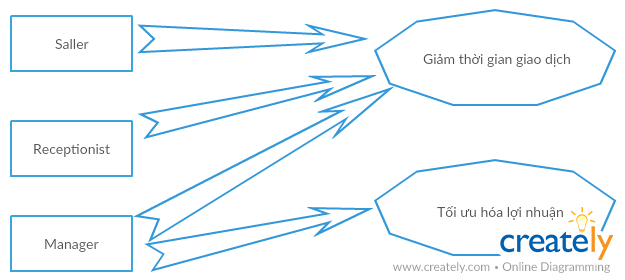 Saller
Giảm thời gian giao dịch
Receptionist
Manager
Tối ưu hóa lợi nhuận
creately
www.creately.com • Online Diagramming